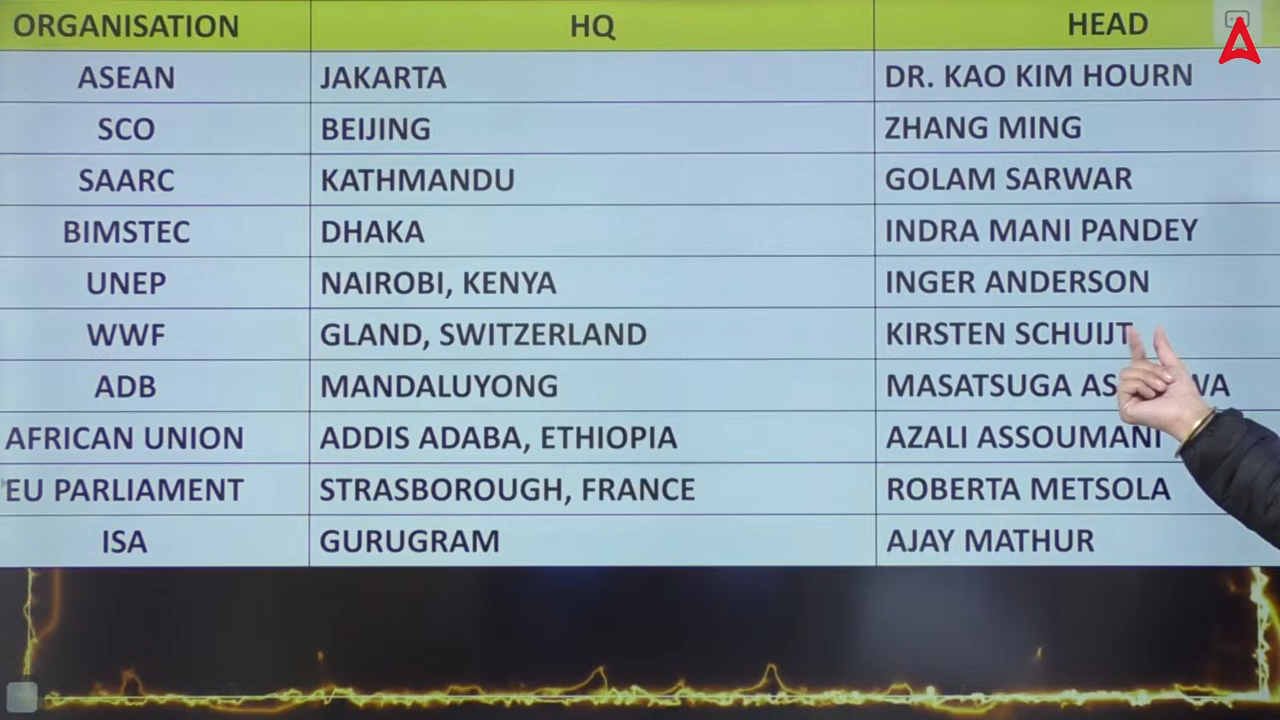 ORGANISATION HQ HEAD
ASEAN JAKARTA DR. KAO KIM HOURN
SCO BEIJING ZHANG MING
SAARC KATHMANDU GOLAM SARWAR
BIMSTEC DHAKA INDRA MANI PANDEY
UNEP NAIROBI, KENYA INGER ANDERSON
WWF GLAND, SWITZERLAND KIRSTEN SCHUIJT
ADB MANDALUYONG MASATSUGA
AFRICAN UNION ADDIS ADABA, ETHIOPIA AZALI ASSOUMANI
EU PARLIAMENT STRASBOROUGH, FRANCE ROBERTA METSOLA
ISA GURUGRAM AJAY MATHUR